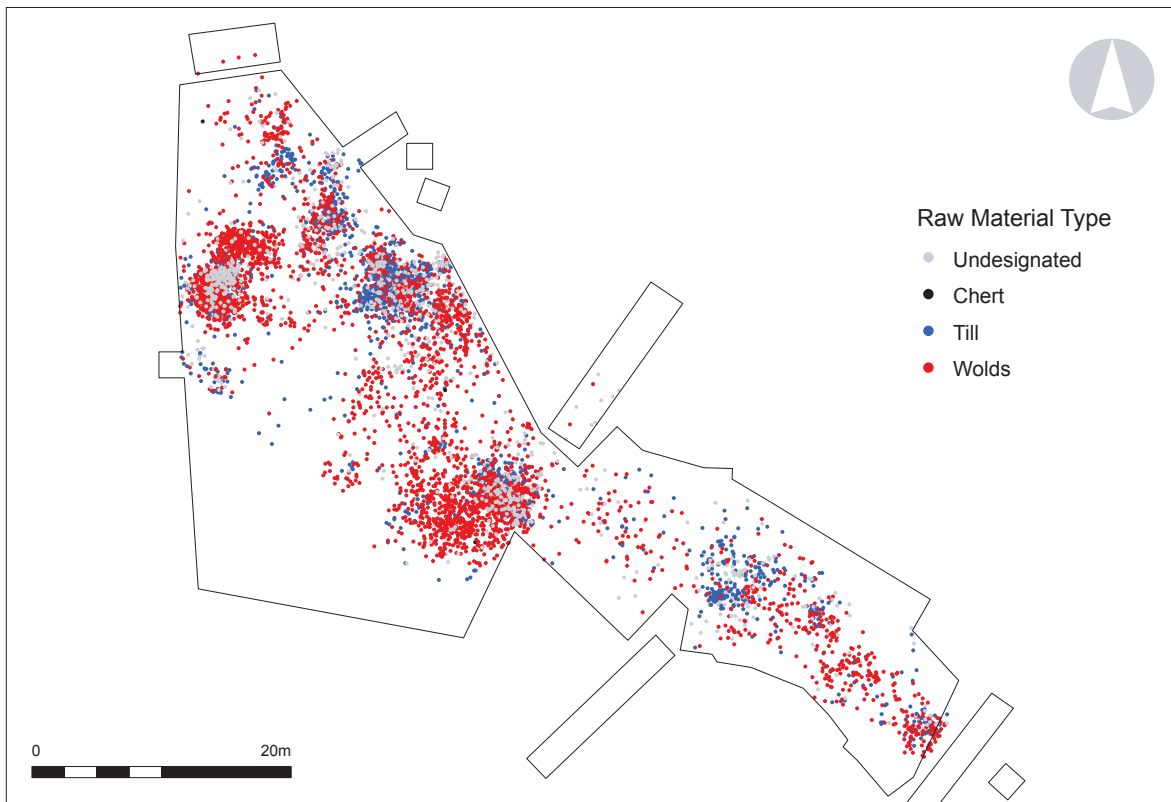 Raw Material Type
Undesignated
Chert
Till
Wolds
0 20m